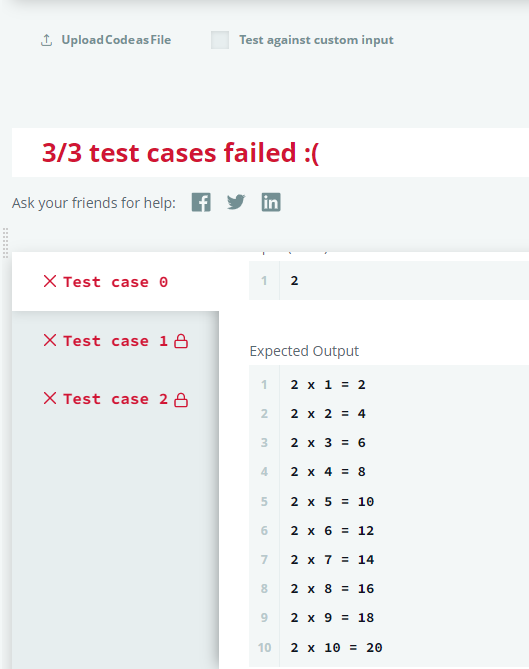 Upload Code as File Test against custom input
3/3 test cases failed :(
Ask your friends for help:
Test case 0
Test case 1
Test case 2
1 2
Expected Output
1 2 x 1 = 2
2 2 x 2 = 4
3 2 x 3 = 6
4 2 x 4 = 8
5 2 x 5 = 10
6 2 x 6 = 12
7 2 x 7 = 14
8 2 x 8 = 16
9 2 x 9 = 18
10 2 x 10 = 20